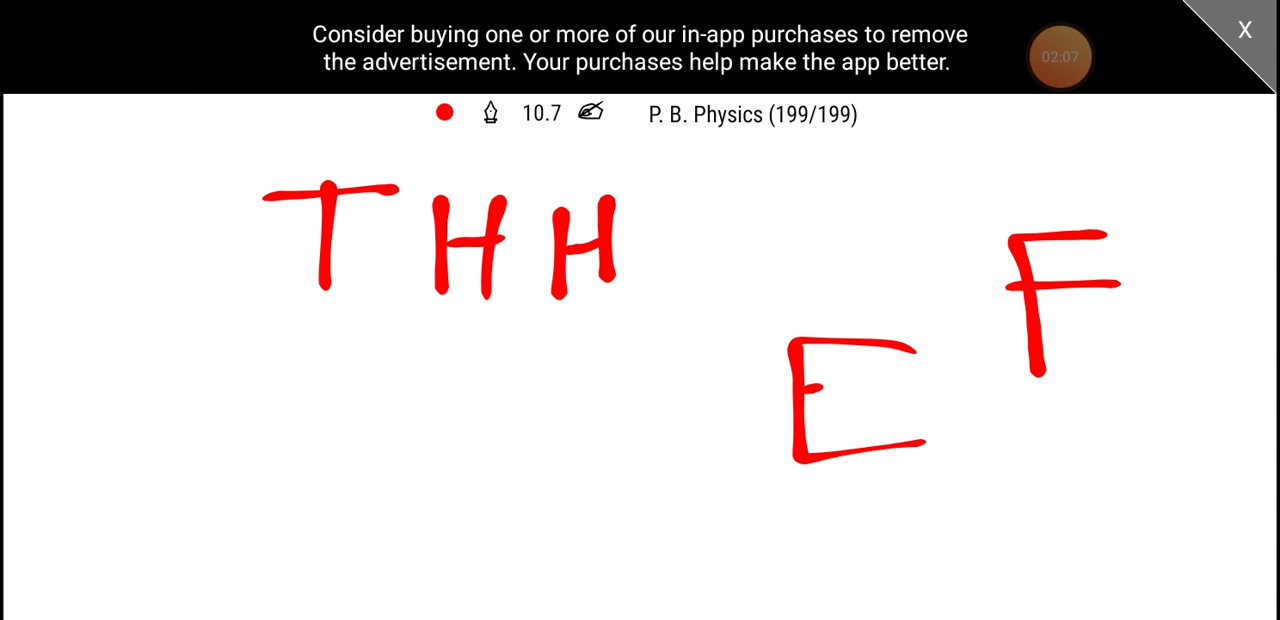 Consider buying one or more of our in-app purchases to remove
the advertisement. Your purchases help make the app better.
02:07
X
10.7 P. B. Physics (199/199)
T H H
F
E